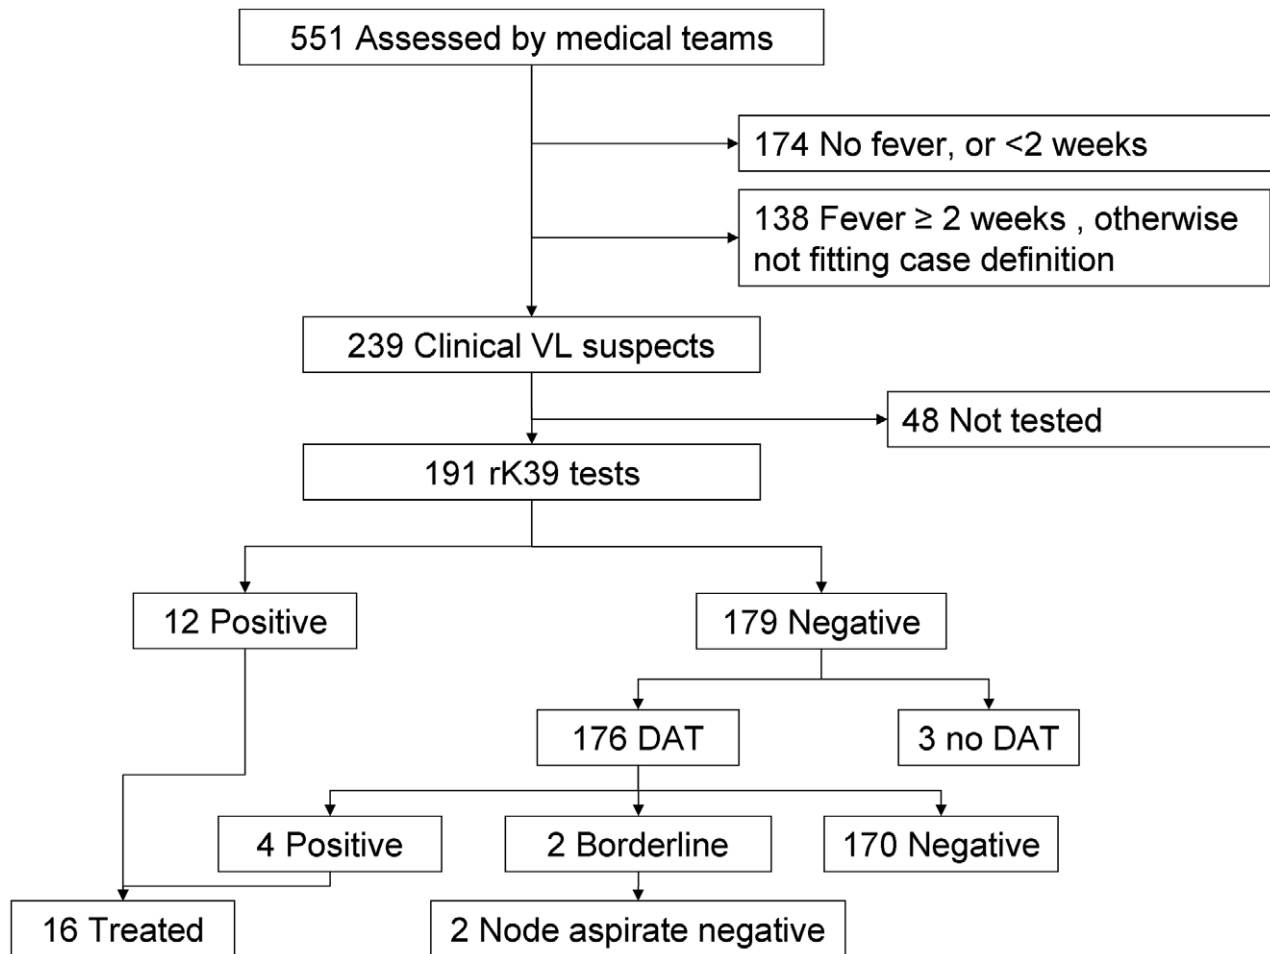 551 Assessed by medical teams
174 No fever, or <2 weeks
138 Fever ≥ 2 weeks , otherwise
not fitting case definition
239 Clinical VL suspects
48 Not tested
191 rK39 tests
12 Positive
179 Negative
176 DAT
3 no DAT
4 Positive
2 Borderline
170 Negative
16 Treated
2 Node aspirate negative